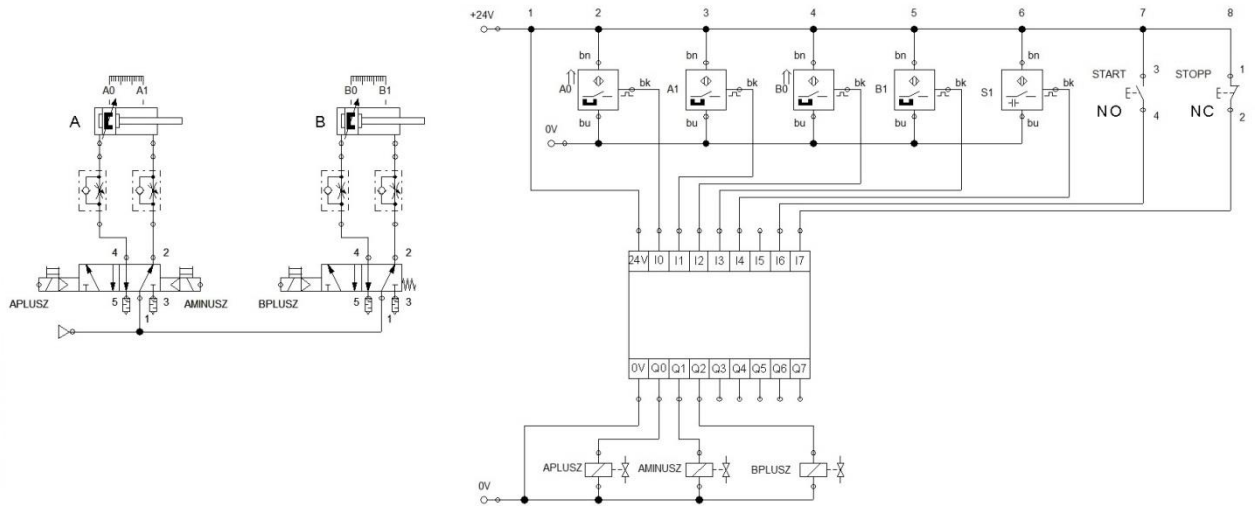 +24V 1 2 3 4 5 6 7 8
bn bn bn bn bn
A0 bk A1 bk B0 bk B1 bk S1 bk
START 3 STOPP 1
NO 4 NC 2
bu bu bu bu bu
0V
A0 A1 B0 B1
A B
4 2 4 2
APLUSZ 5 3 AMINUSZ BPLUSZ 5 3
1 1
24V I0 I1 I2 I3 I4 I5 I6 I7
0V Q0 Q1 Q2 Q3 Q4 Q5 Q6 Q7
APLUSZ AMINUSZ BPLUSZ
0V